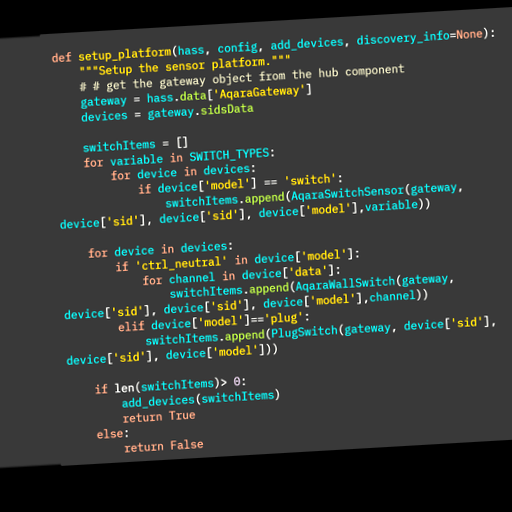 def setup_platform(hass, config, add_devices, discovery_info=None):
"""Setup the sensor platform."""
# # get the gateway object from the hub component
gateway = hass.data['AqaraGateway']
devices = gateway.sidsData
switchItems = []
for variable in SWITCH_TYPES:
for device in devices:
if device['model'] == 'switch':
switchItems.append(AqaraSwitchSensor(gateway,
device['sid'], device['sid'], device['model'],variable))
for device in devices:
if 'ctrl_neutral' in device['model']:
for channel in device['data']:
switchItems.append(AqaraWallSwitch(gateway,
device['sid'], device['sid'], device['model'],channel))
elif device['model']=='plug':
switchItems.append(PlugSwitch(gateway, device['sid'],
device['sid'], device['model']))
if len(switchItems)> 0:
add_devices(switchItems)
return True
else:
return False